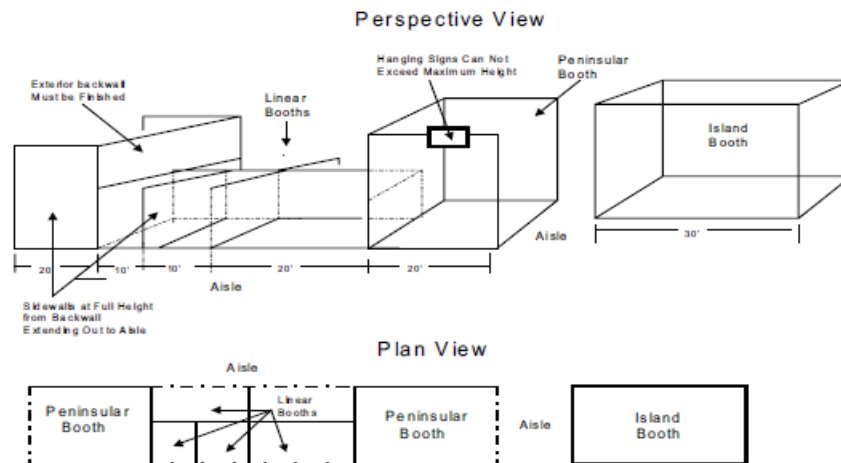 Perspective View
Hanging Signs Can Not
Exceed Maximum Height
Peninsular
Booth
Exterior backwall
Must be Finished
Linear
Booths
Island
Booth
Aisle
20'
10'
10'
20'
20'
30'
Aisle
Sidewalls at Full Height
from Backwall
Extending Out to Aisle
Plan View
Aisle
Peninsular
Booth
Linear
Booths
Peninsular
Booth
Aisle
Island
Booth